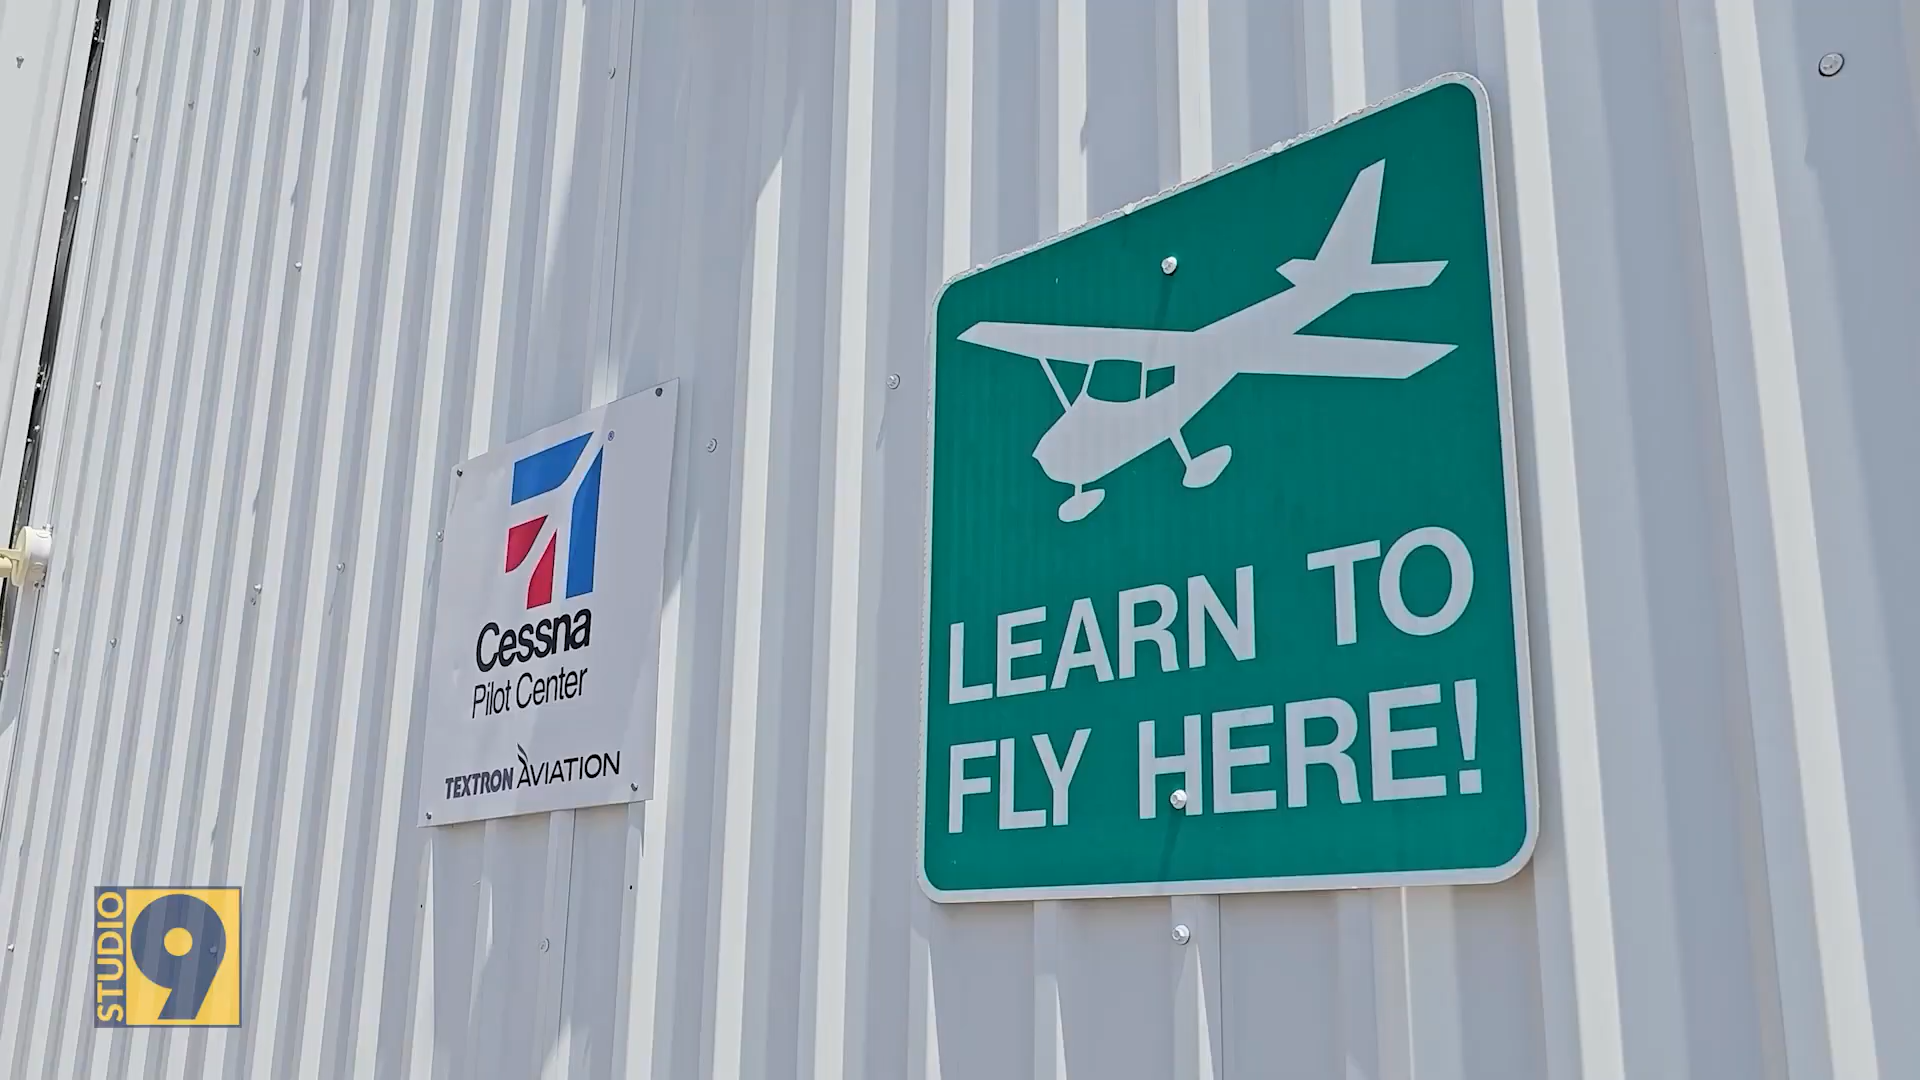 Cessna
Pilot Center
TEXTRON AVIATION
LEARN TO
FLY HERE!
STUDIO
9